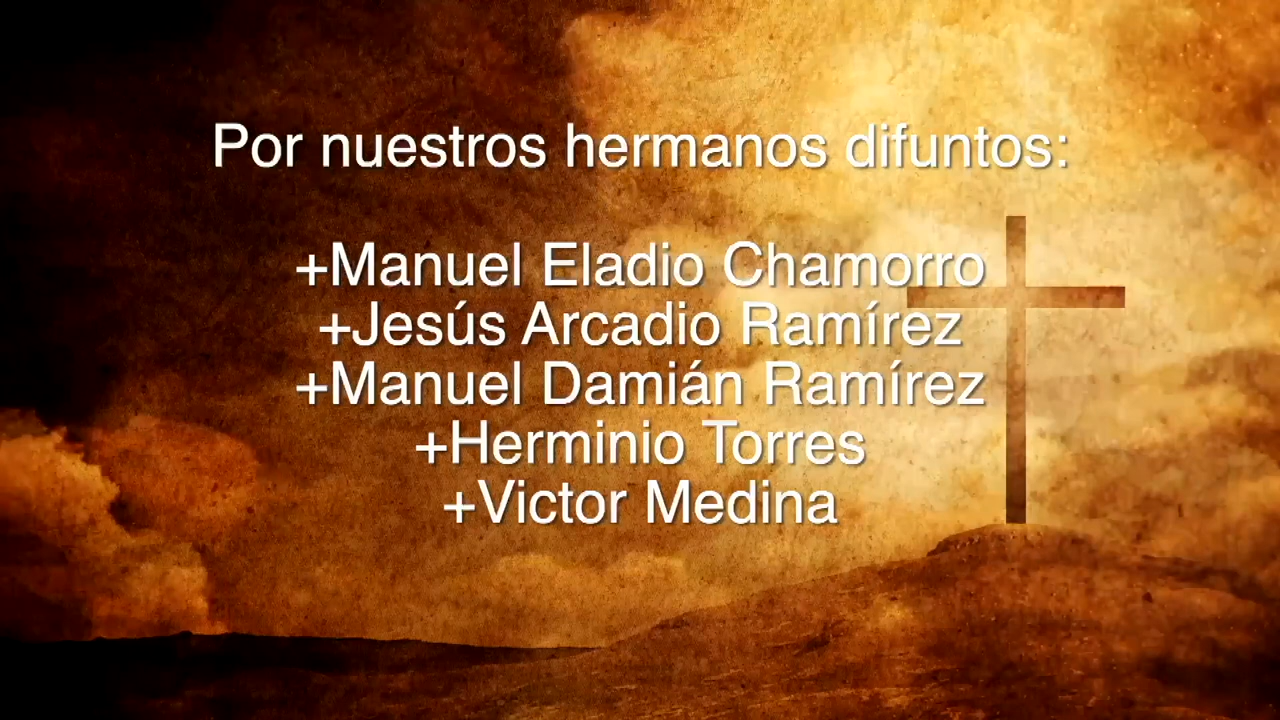 Por nuestros hermanos difuntos:
+Manuel Eladio Chamorro
+Jesús Arcadio Ramírez
+Manuel Damián Ramírez
+Herminio Torres
+Victor Medina